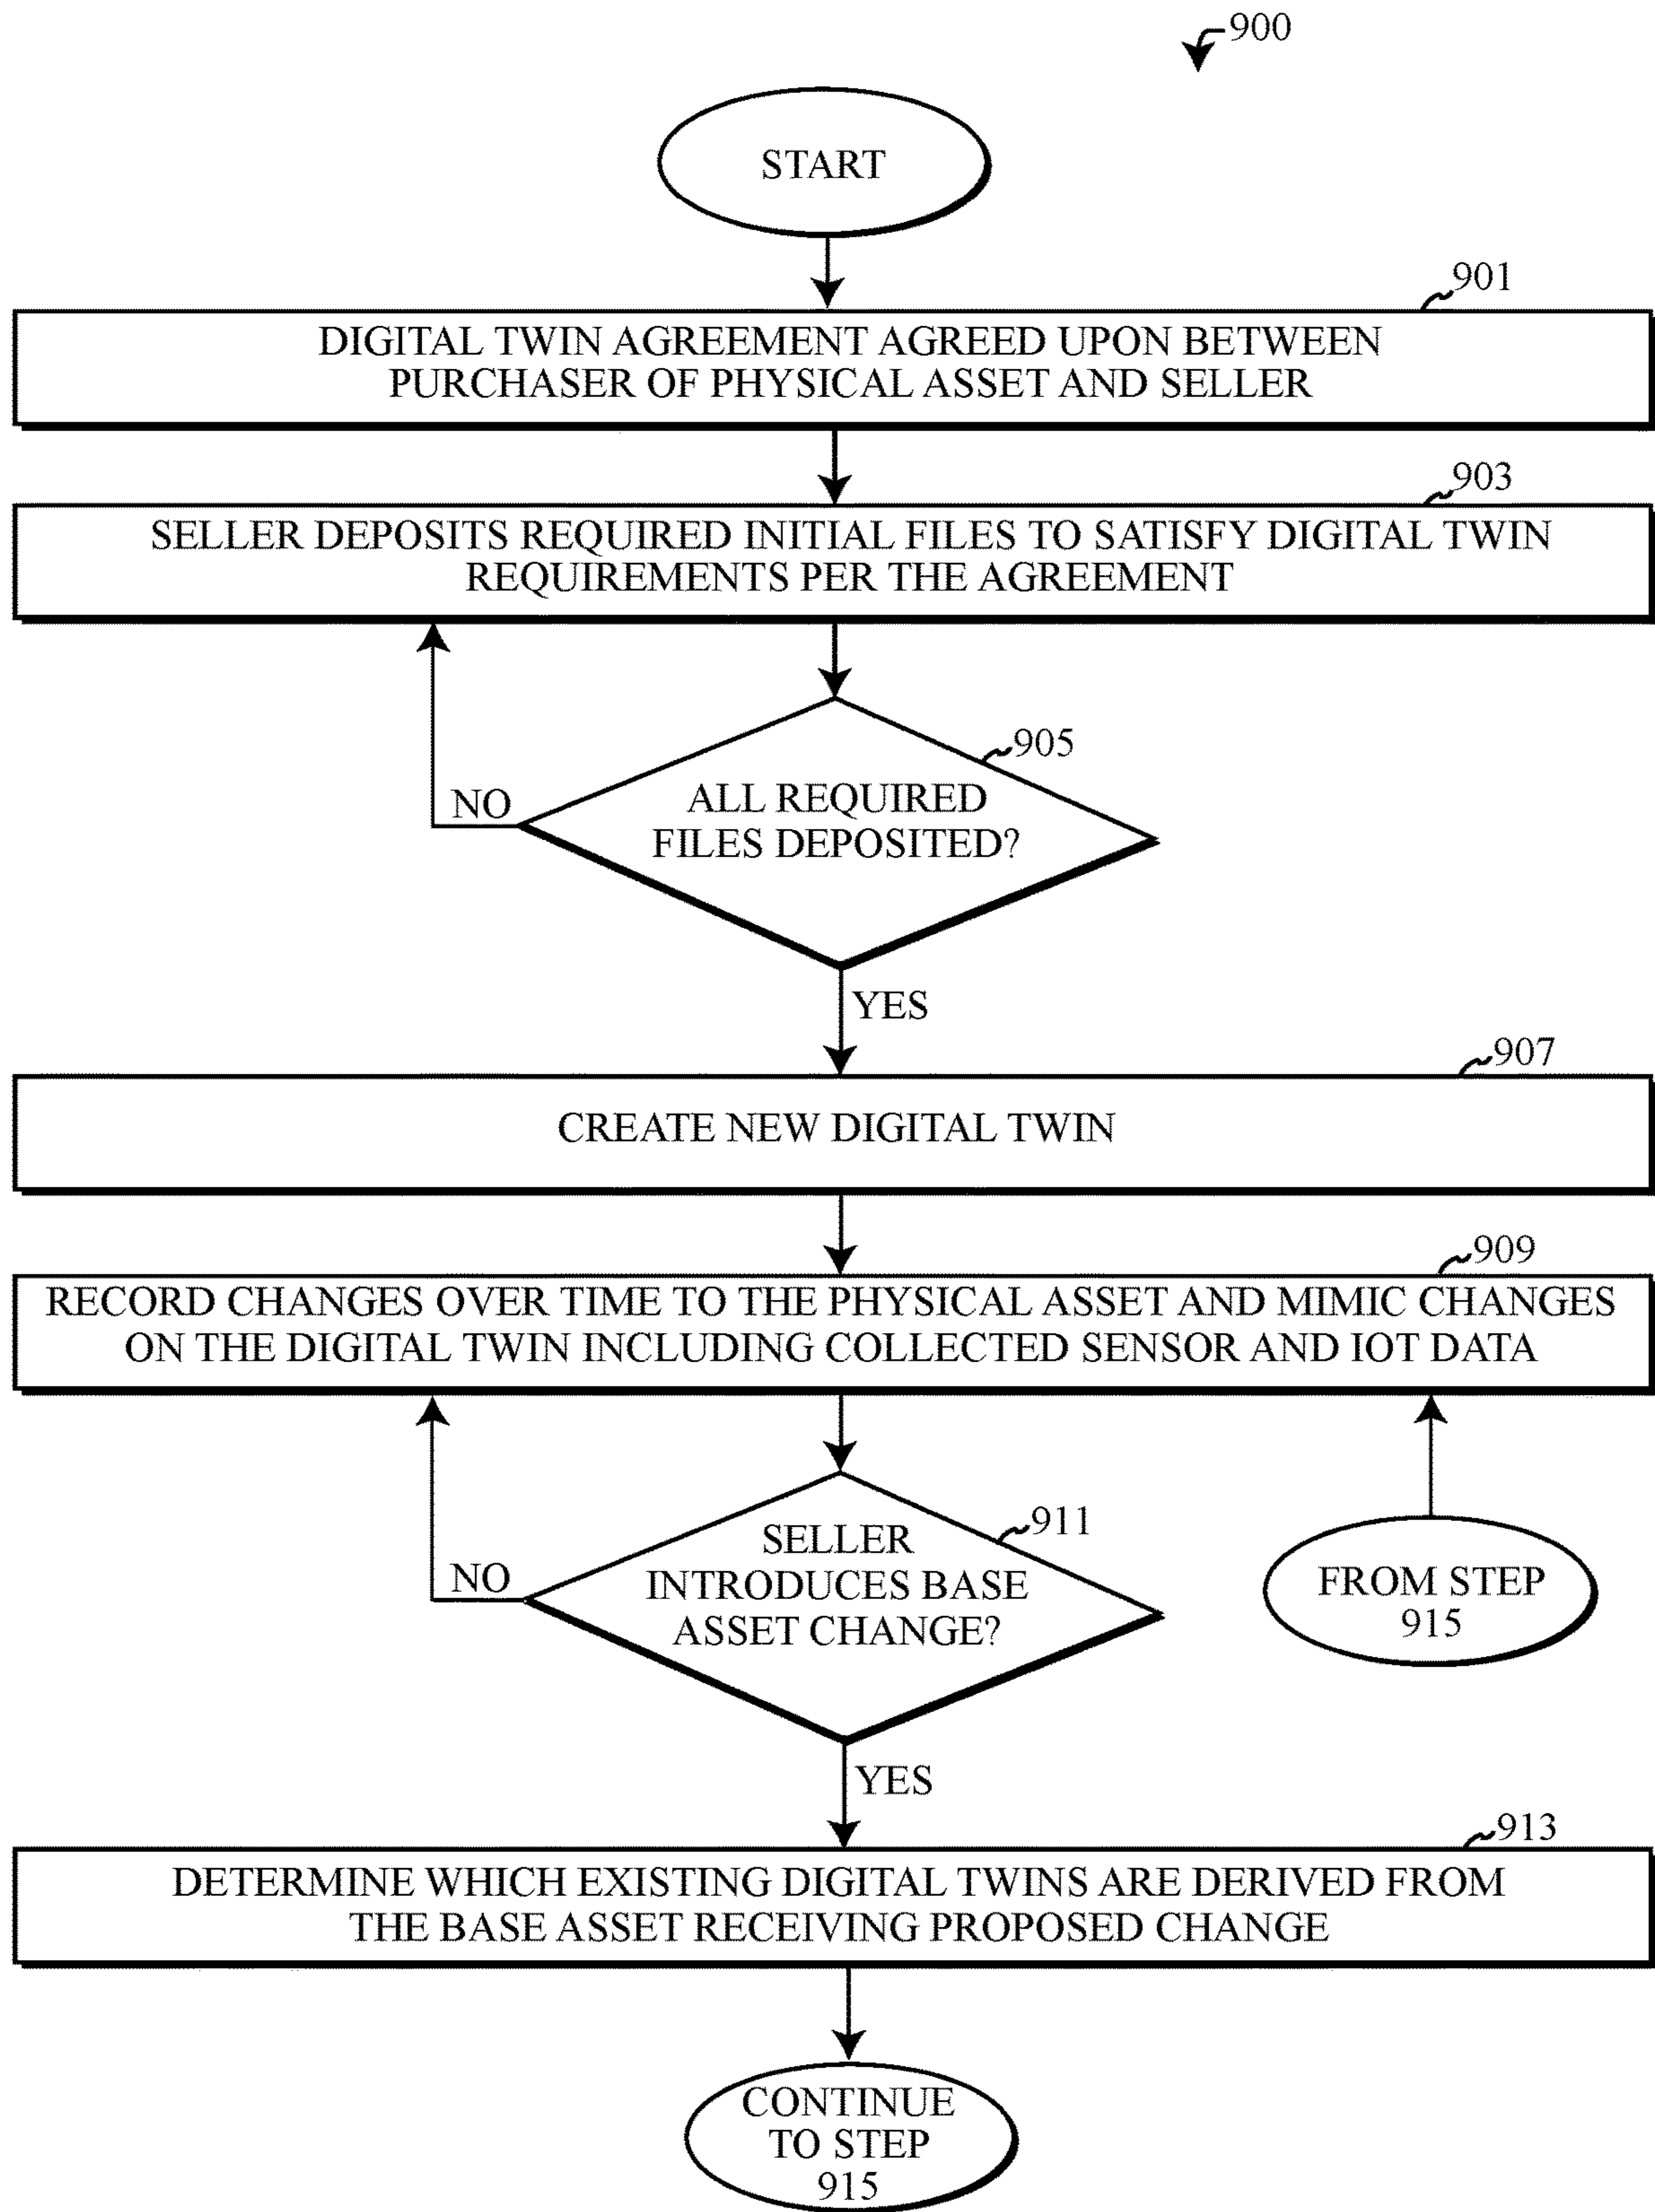 900
START
901
DIGITAL TWIN AGREEMENT AGREED UPON BETWEEN
PURCHASER OF PHYSICAL ASSET AND SELLER
903
SELLER DEPOSITS REQUIRED INITIAL FILES TO SATISFY DIGITAL TWIN
REQUIREMENTS PER THE AGREEMENT
905
ALL REQUIRED
FILES DEPOSITED?
NO
YES
907
CREATE NEW DIGITAL TWIN
909
RECORD CHANGES OVER TIME TO THE PHYSICAL ASSET AND MIMIC CHANGES
ON THE DIGITAL TWIN INCLUDING COLLECTED SENSOR AND IOT DATA
911
SELLER
INTRODUCES BASE
ASSET CHANGE?
NO
FROM STEP
915
YES
913
DETERMINE WHICH EXISTING DIGITAL TWINS ARE DERIVED FROM
THE BASE ASSET RECEIVING PROPOSED CHANGE
CONTINUE
TO STEP
915